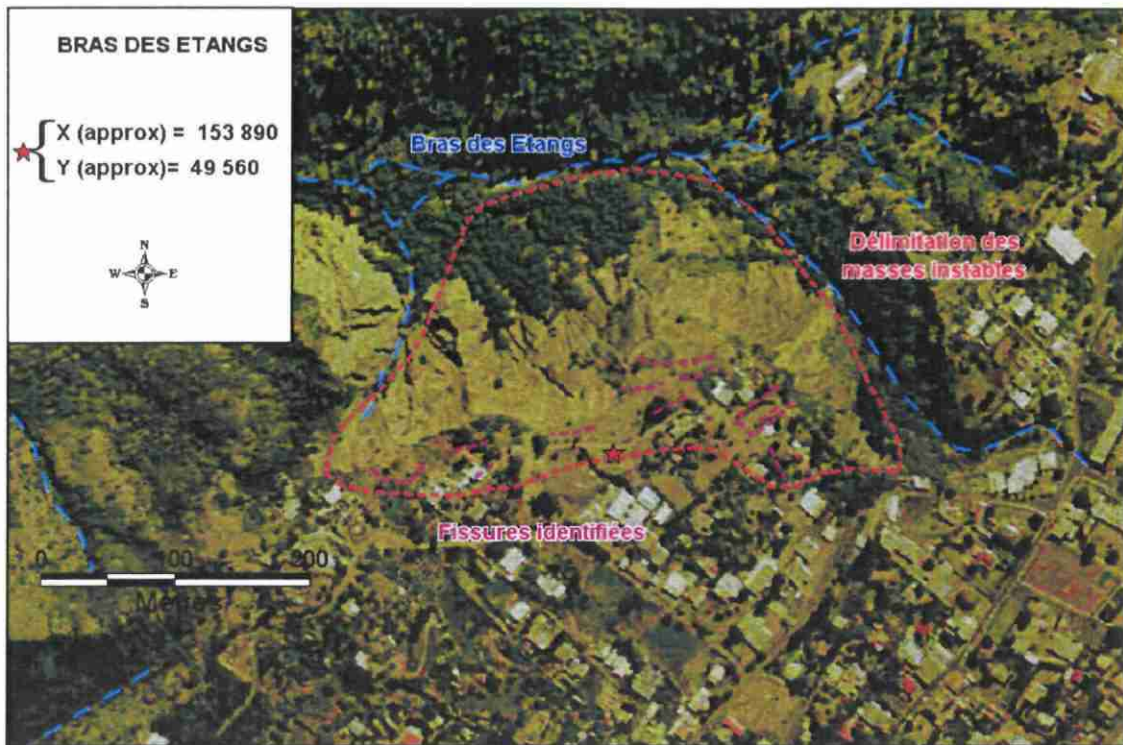 BRAS DES ETANGS
X (approx) = 153 890
Y (approx)= 49 560
N
W E
S
Bras des Etangs
Délimitation des
masses instables
Fissures identifiées
0 100 200
Mètres